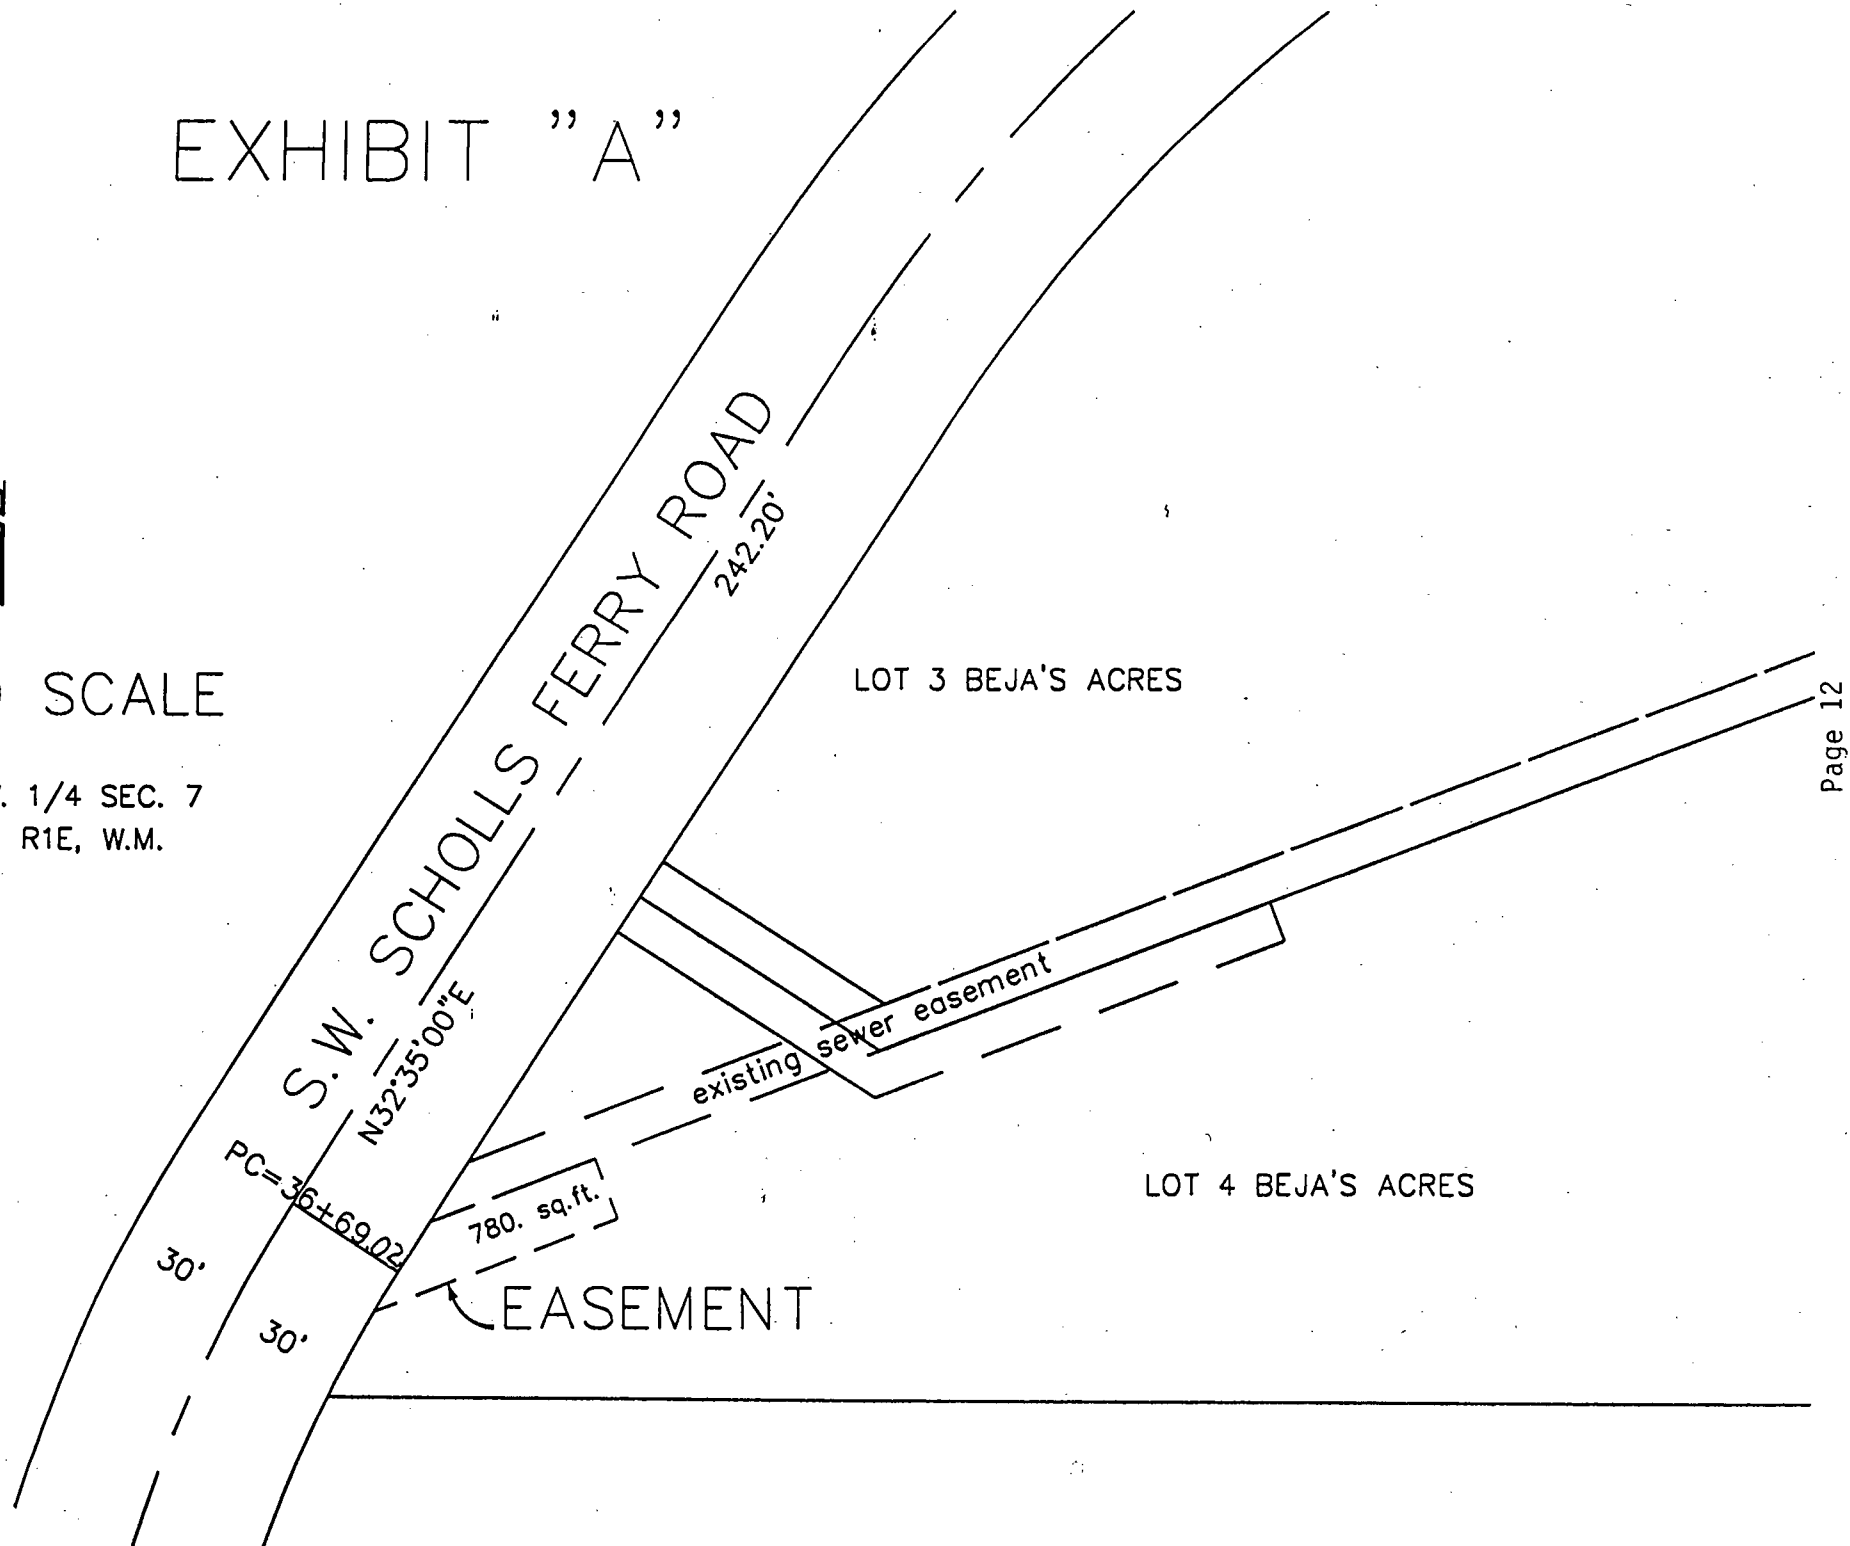 EXHIBIT "A"
S.W. SCHOLLS FERRY ROAD
242.20'
N32°35'00"E
SCALE
1/4 SEC. 7
R1E, W.M.
LOT 3 BEJA'S ACRES
Page 12
existing sewer easement
LOT 4 BEJA'S ACRES
PC=36+69.02
780. sq.ft.
30'
30'
EASEMENT